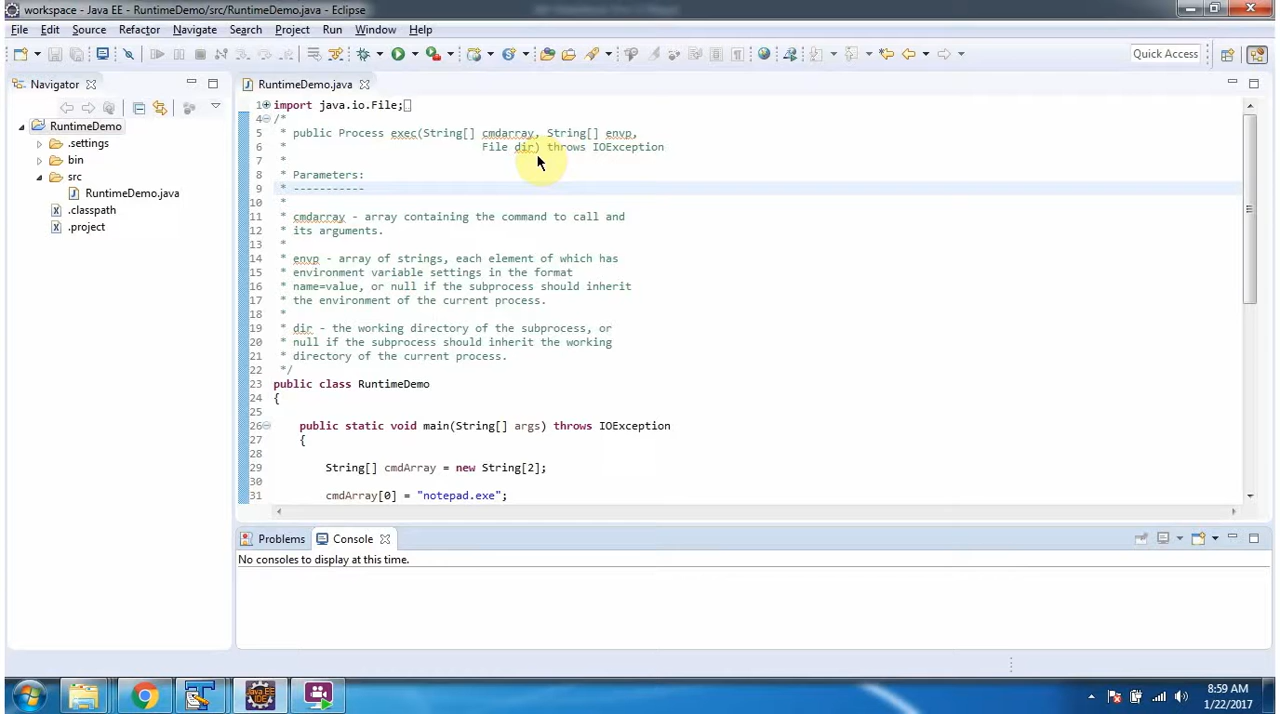 workspace - Java EE - RuntimeDemo/src/RuntimeDemo.java - Eclipse
File Edit Source Refactor Navigate Search Project Run Window Help
Quick Access
Navigator
RuntimeDemo
.settings
bin
src
RuntimeDemo.java
.classpath
.project
RuntimeDemo.java
1 import java.io.File;
4 /*
5 * public Process exec(String[] cmdarray, String[] envp,
6 * File dir) throws IOException
7 *
8 * Parameters:
9 * -----------
10 *
11 * cmdarray - array containing the command to call and
12 * its arguments.
13 *
14 * envp - array of strings, each element of which has
15 * environment variable settings in the format
16 * name=value, or null if the subprocess should inherit
17 * the environment of the current process.
18 *
19 * dir - the working directory of the subprocess, or
20 * null if the subprocess should inherit the working
21 * directory of the current process.
22 */
23 public class RuntimeDemo
24 {
25
26 public static void main(String[] args) throws IOException
27 {
28
29 String[] cmdArray = new String[2];
30
31 cmdArray[0] = "notepad.exe";
Problems Console
No consoles to display at this time.
Java EE
IDE
8:59 AM
1/22/2017